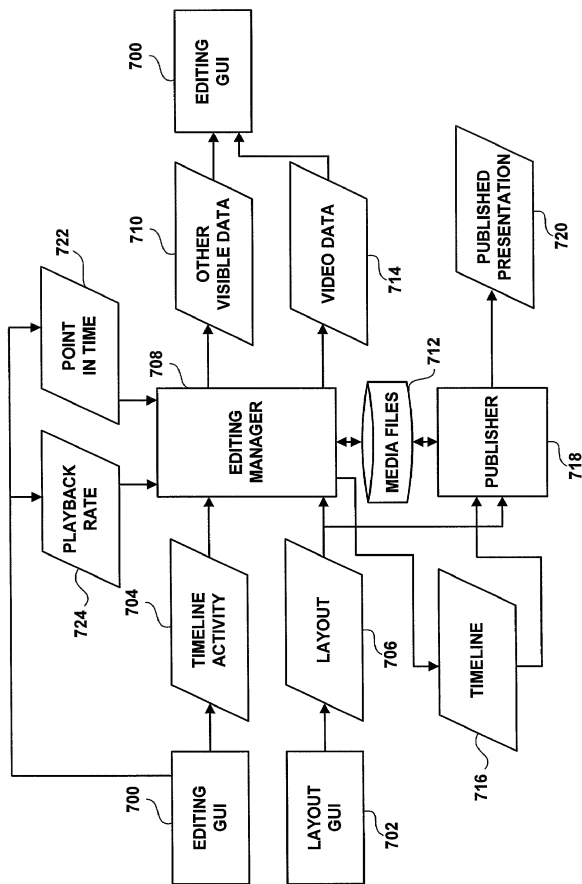 700
EDITING
GUI
LAYOUT
GUI
702
724
PLAYBACK
RATE
POINT
IN TIME
722
704
TIMELINE
ACTIVITY
LAYOUT
706
TIMELINE
716
708
EDITING
MANAGER
MEDIA FILES
712
PUBLISHER
718
710
OTHER
VISIBLE DATA
VIDEO DATA
714
PUBLISHED
PRESENTATION
720
700
EDITING
GUI